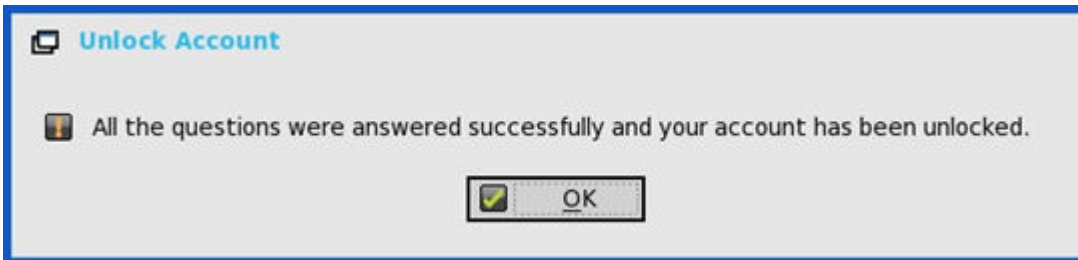 Unlock Account
All the questions were answered successfully and your account has been unlocked.
OK